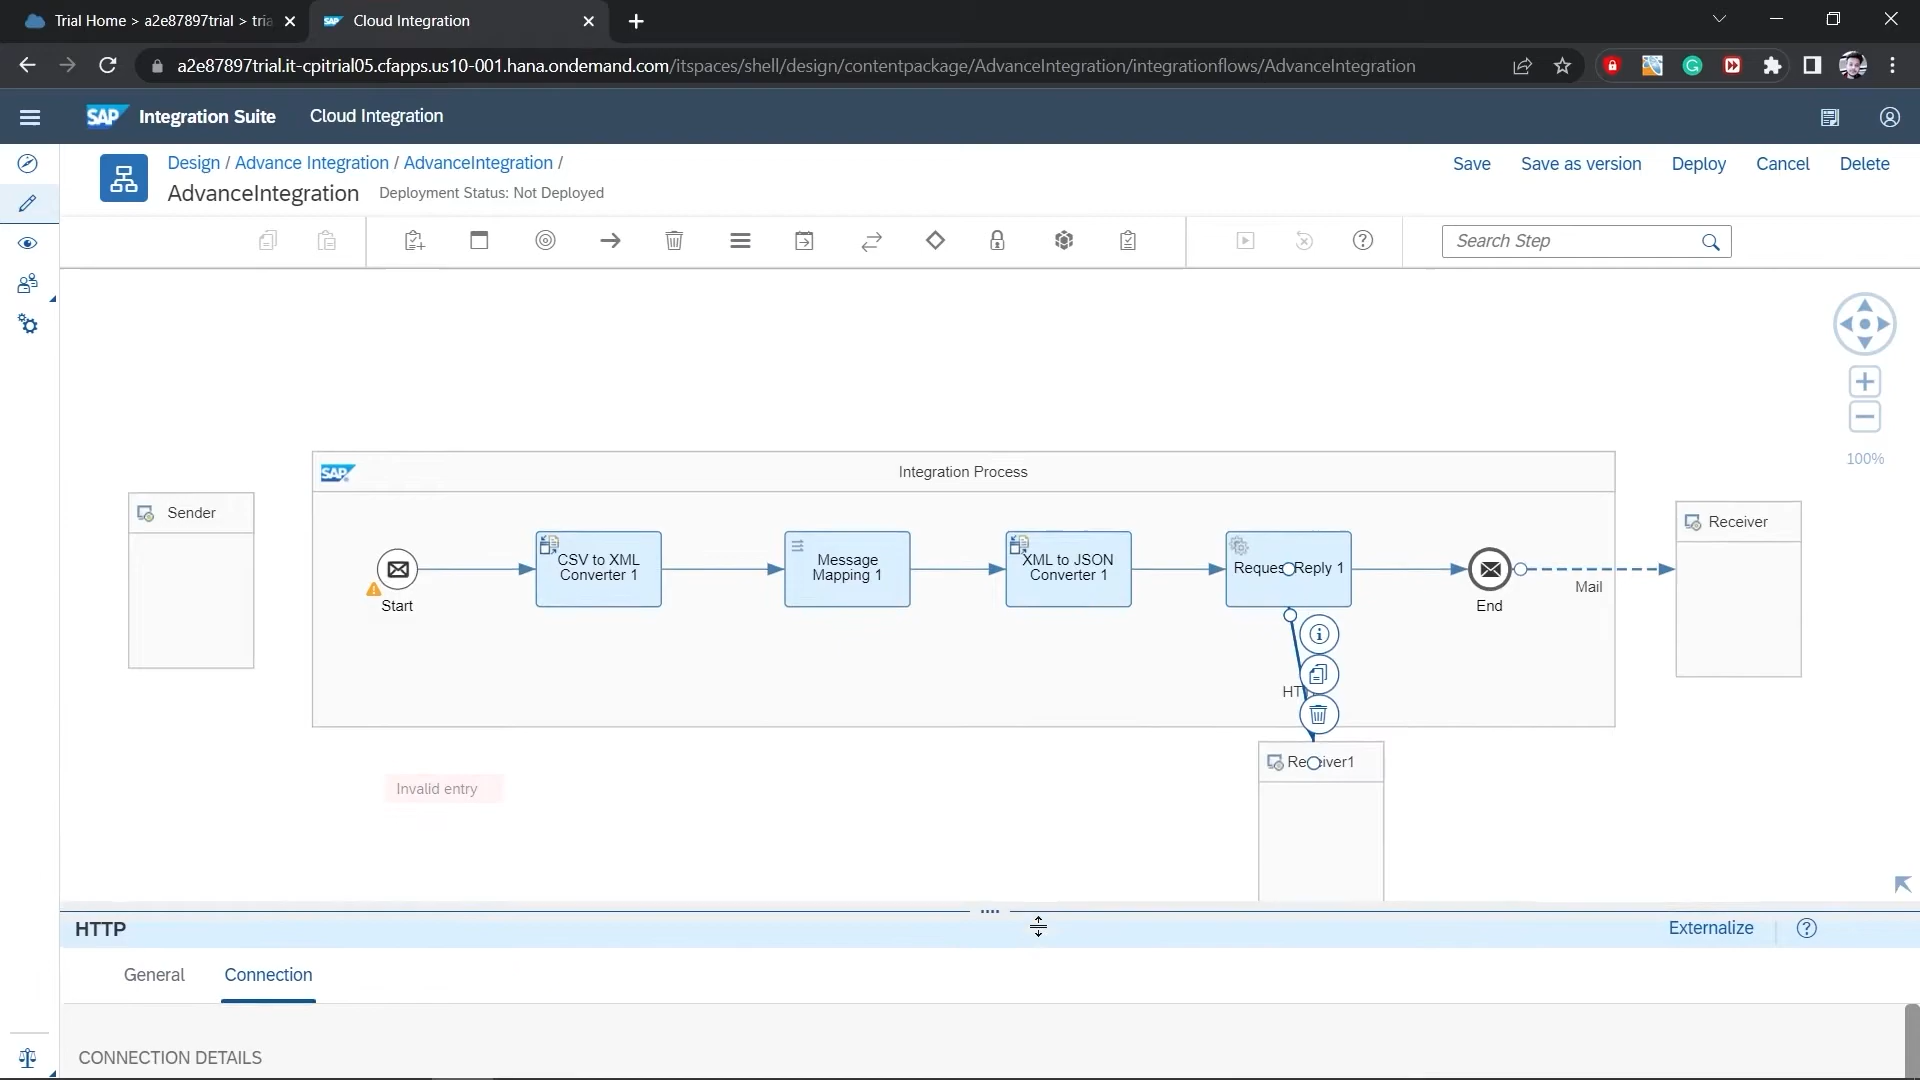 Trial Home > a2e87897trial > tria
Cloud Integration
a2e87897trial.it-cpitrial05.cfapps.us10-001.hana.ondemand.com/itspaces/shell/design/contentpackage/AdvanceIntegration/integrationflows/AdvanceIntegration
SAP Integration Suite Cloud Integration
Design / Advance Integration / AdvanceIntegration /
Save Save as version Deploy Cancel Delete
AdvanceIntegration Deployment Status: Not Deployed
Search Step
100%
SAP Integration Process
Sender
Receiver
CSV to XML
Converter 1
Message
Mapping 1
XML to JSON
Converter 1
Reply 1
Mail
Start
End
Receiver1
Invalid entry
HTTP
Externalize
General Connection
CONNECTION DETAILS